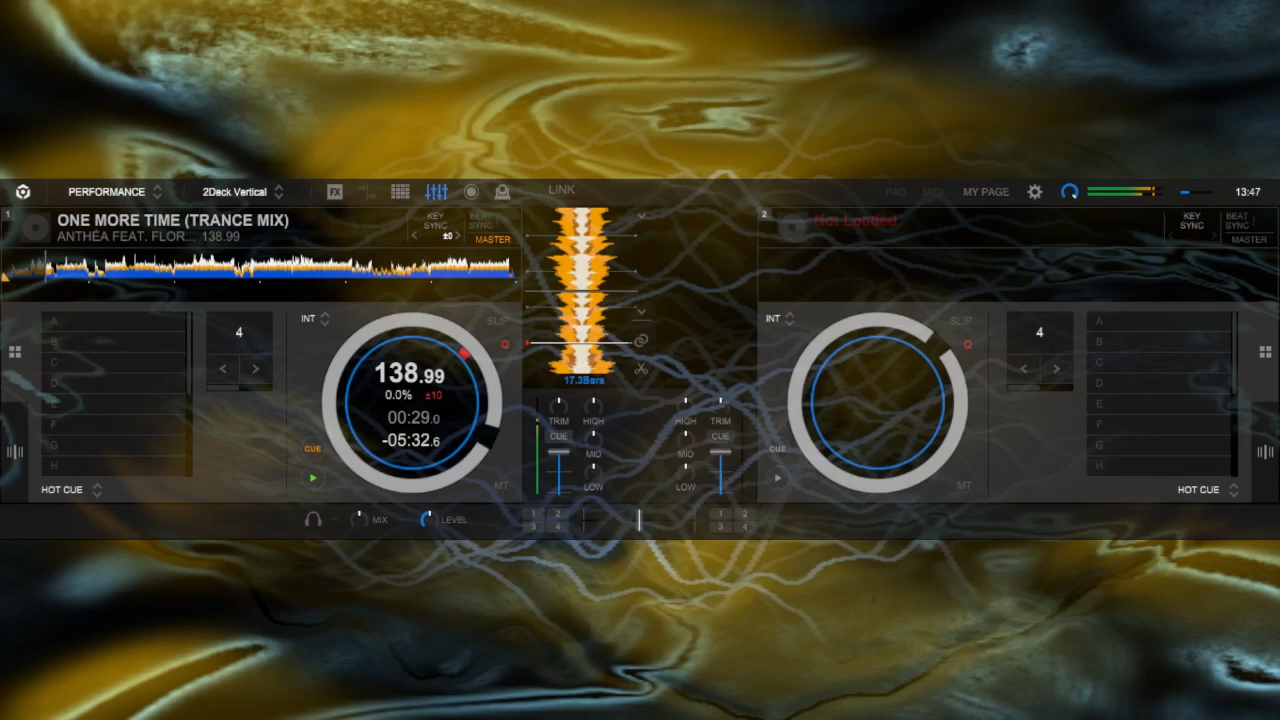 PERFORMANCE 2Deck Vertical FX LINK PAD MIDI MY PAGE 13:47
1 ONE MORE TIME (TRANCE MIX) KEY SYNC BEAT SYNC
ANTHÉA FEAT. FLOR... 138.99 ±0 MASTER
2 Not Loaded. KEY SYNC BEAT SYNC MASTER
A
B
C
D
E
F
G
H
HOT CUE
4
INT
SLIP
Q
138.99
0.0% ±10
00:29.0
-05:32.6
CUE
MT
17.3Bars
TRIM HIGH HIGH TRIM
CUE CUE
MID MID
LOW LOW
INT
SLIP
Q
CUE
MT
4
A
B
C
D
E
F
G
H
HOT CUE
MIX LEVEL
1 2 1 2
3 4 3 4